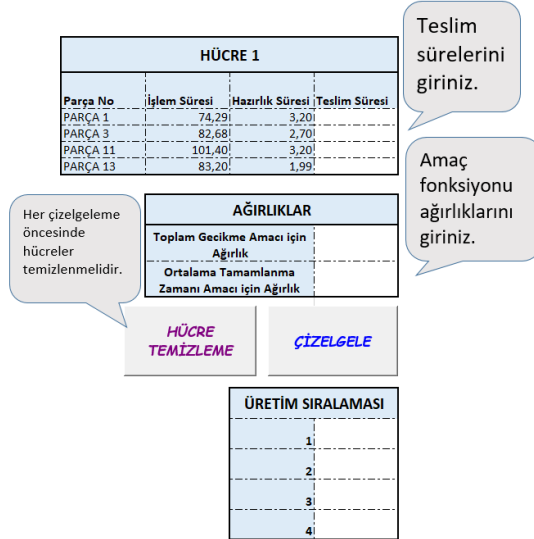 Teslim
sürelerini
giriniz.
HÜCRE 1
Parça No İşlem Süresi Hazırlık Süresi Teslim Süresi
PARÇA 1 74,29 3,20
PARÇA 3 82,68 2,70
PARÇA 11 101,40 3,20
PARÇA 13 83,20 1,99
Amaç
fonksiyonu
ağırlıklarını
giriniz.
Her çizelgeleme
öncesinde
hücreler
temizlenmelidir.
AĞIRLIKLAR
Toplam Gecikme Amacı için
Ağırlık
Ortalama Tamamlanma
Zamanı Amacı için Ağırlık
HÜCRE
TEMİZLEME
ÇİZELGELE
ÜRETİM SIRALAMASI
1
2
3
4